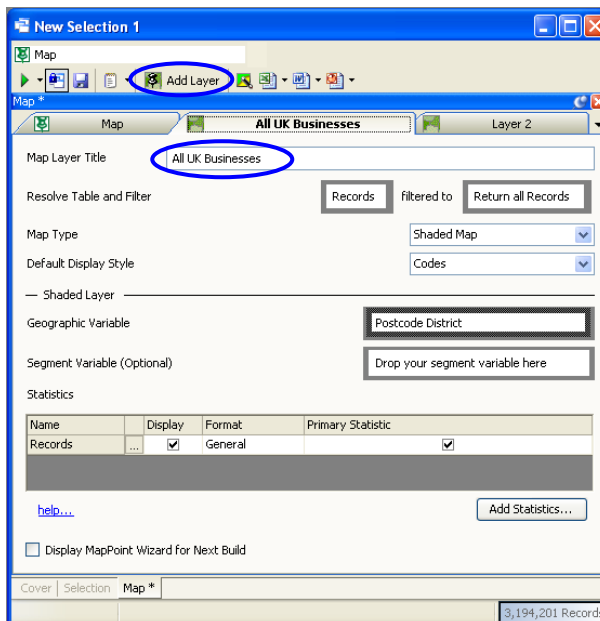 New Selection 1
Map
Add Layer
Map *
Map All UK Businesses Layer 2
Map Layer Title All UK Businesses
Resolve Table and Filter Records filtered to Return all Records
Map Type Shaded Map
Default Display Style Codes
Shaded Layer
Geographic Variable Postcode District
Segment Variable (Optional) Drop your segment variable here
Statistics
Name Display Format Primary Statistic
Records ... General
help... Add Statistics...
Display MapPoint Wizard for Next Build
Cover Selection Map *
3,194,201 Records